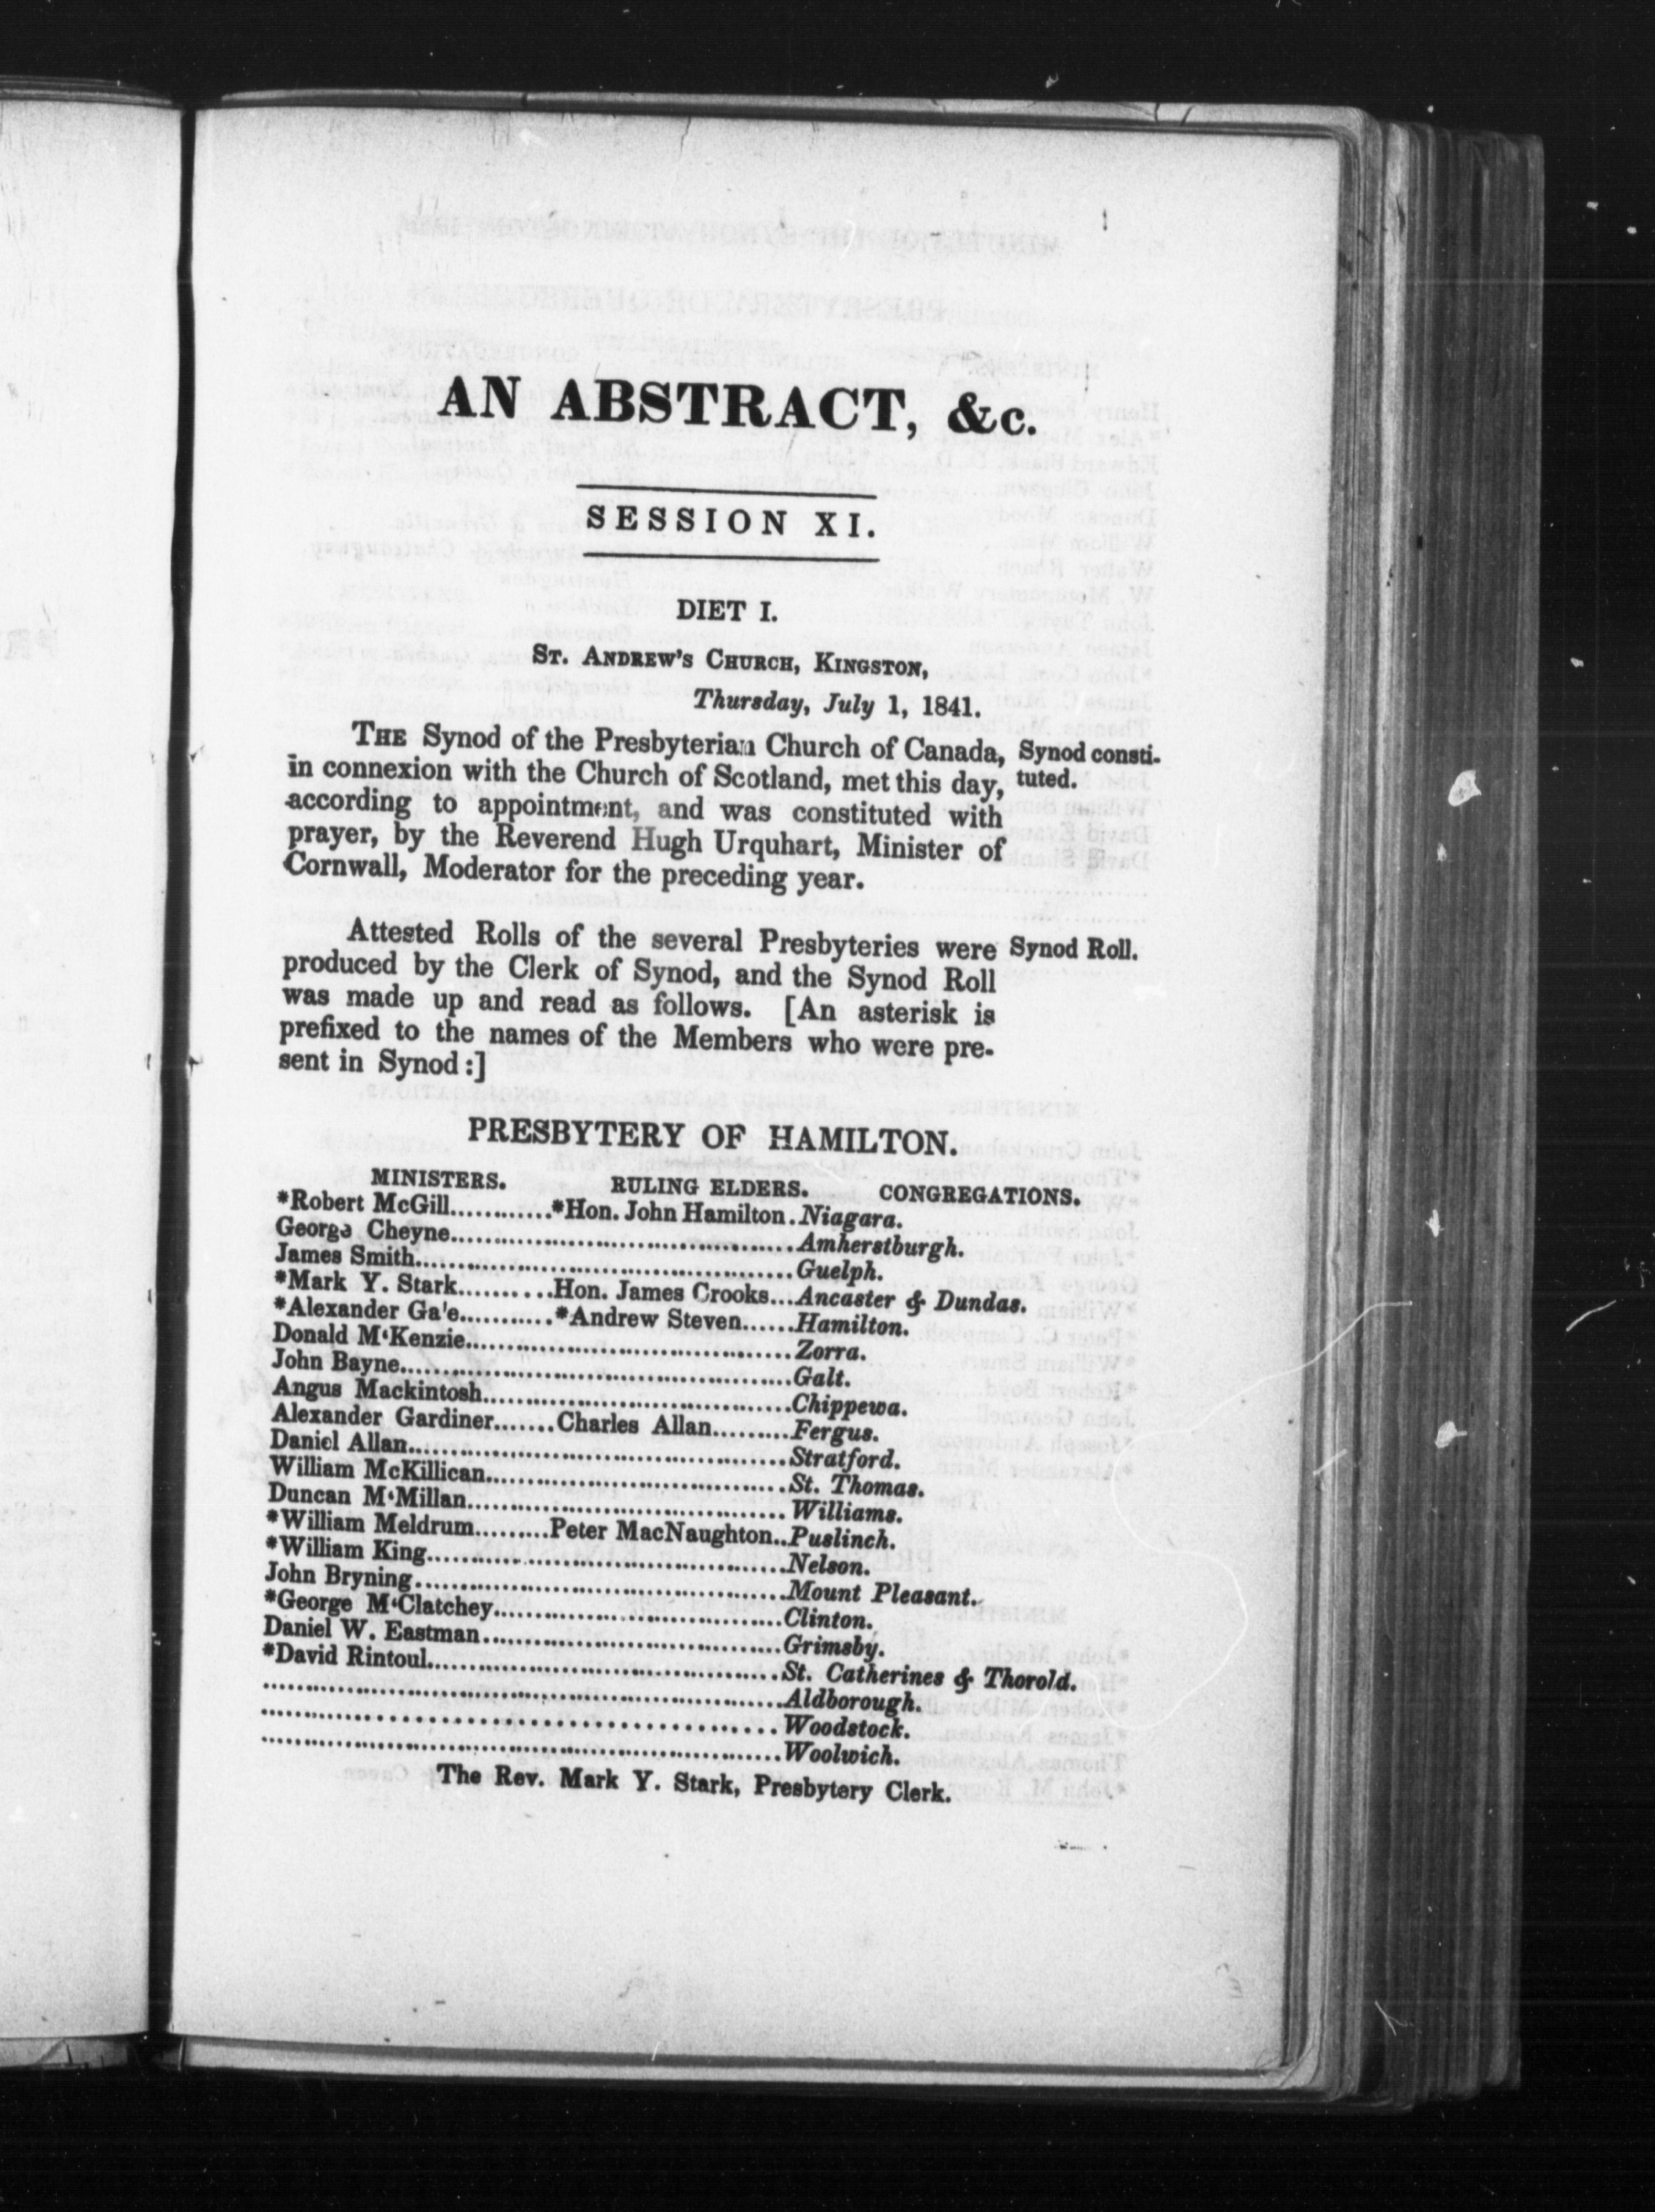 AN ABSTRACT, &c.
SESSION XI.
DIET I.
ST. ANDREW'S CHURCH, KINGSTON,
Thursday, July 1, 1841.
THE Synod of the Presbyterian Church of Canada, Synod consti-
in connexion with the Church of Scotland, met this day, tuted.
according to appointment, and was constituted with
prayer, by the Reverend Hugh Urquhart, Minister of
Cornwall, Moderator for the preceding year.
Attested Rolls of the several Presbyteries were Synod Roll.
produced by the Clerk of Synod, and the Synod Roll
was made up and read as follows. [An asterisk is
prefixed to the names of the Members who were pre-
sent in Synod :]
PRESBYTERY OF HAMILTON.
MINISTERS. RULING ELDERS. CONGREGATIONS.
*Robert McGill............*Hon. John Hamilton.Niagara.
George Cheyne........................................Amherstburgh.
James Smith............................................Guelph.
*Mark Y. Stark..........Hon. James Crooks...Ancaster & Dundas.
*Alexander Ga'e...........*Andrew Steven......Hamilton.
Donald M'Kenzie......................................Zorra.
John Bayne..............................................Galt.
Angus Mackintosh....................................Chippewa.
Alexander Gardiner.......Charles Allan.........Fergus.
Daniel Allan............................................Stratford.
William McKillican...................................St. Thomas.
Duncan M'Millan.....................................Williams.
*William Meldrum.........Peter MacNaughton..Puslinch.
*William King..........................................Nelson.
John Bryning...........................................Mount Pleasant.
*George M'Clatchey..................................Clinton.
Daniel W. Eastman...................................Grimsby.
*David Rintoul.........................................St. Catherines & Thorold.
.............................................................Aldborough.
.............................................................Woodstock.
.............................................................Woolwich.
The Rev. Mark Y. Stark, Presbytery Clerk.